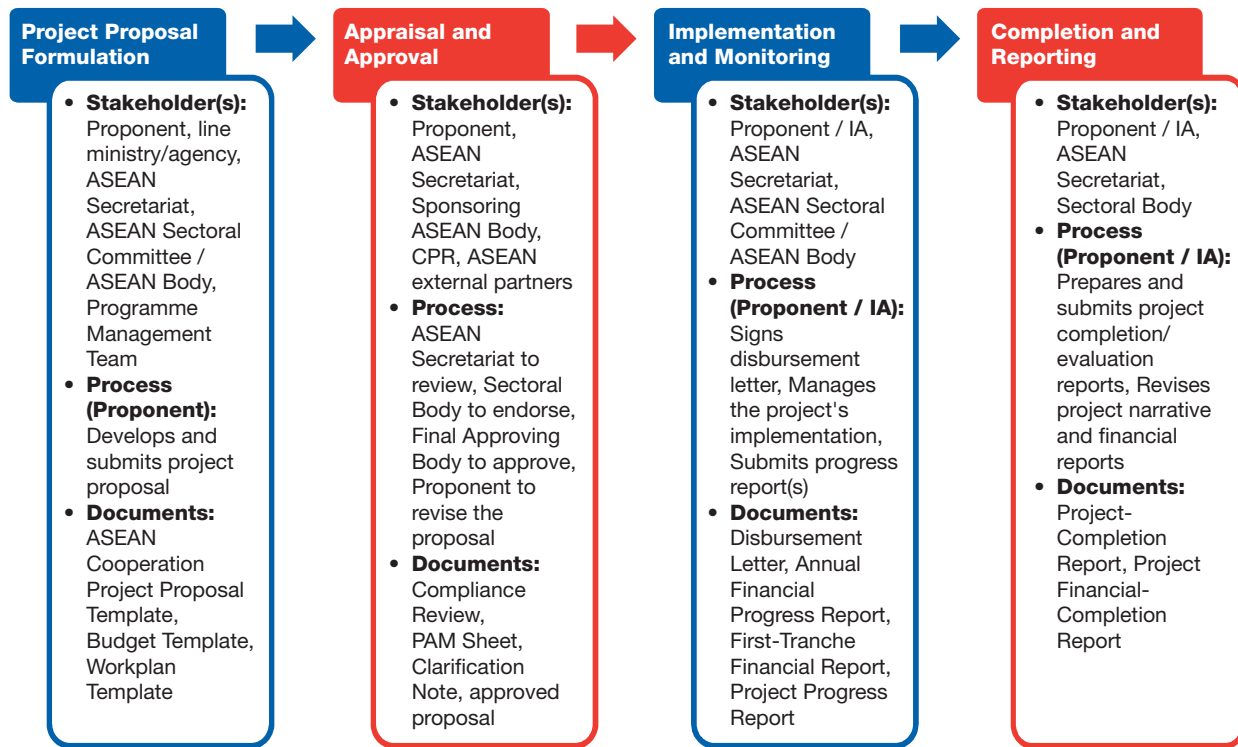 Project Proposal
Formulation
• Stakeholder(s):
Proponent, line
ministry/agency,
ASEAN
Secretariat,
ASEAN Sectoral
Committee /
ASEAN Body,
Programme
Management
Team
• Process
(Proponent):
Develops and
submits project
proposal
• Documents:
ASEAN
Cooperation
Project Proposal
Template,
Budget Template,
Workplan
Template
Appraisal and
Approval
• Stakeholder(s):
Proponent,
ASEAN
Secretariat,
Sponsoring
ASEAN Body,
CPR, ASEAN
external partners
• Process:
ASEAN
Secretariat to
review, Sectoral
Body to endorse,
Final Approving
Body to approve,
Proponent to
revise the
proposal
• Documents:
Compliance
Review,
PAM Sheet,
Clarification
Note, approved
proposal
Implementation
and Monitoring
• Stakeholder(s):
Proponent / IA,
ASEAN
Secretariat,
ASEAN Sectoral
Committee /
ASEAN Body
• Process
(Proponent / IA):
Signs
disbursement
letter, Manages
the project's
implementation,
Submits progress
report(s)
• Documents:
Disbursement
Letter, Annual
Financial
Progress Report,
First-Tranche
Financial Report,
Project Progress
Report
Completion and
Reporting
• Stakeholder(s):
Proponent / IA,
ASEAN
Secretariat,
Sectoral Body
• Process
(Proponent / IA):
Prepares and
submits project
completion/
evaluation
reports, Revises
project narrative
and financial
reports
• Documents:
Project-
Completion
Report, Project
Financial-
Completion
Report